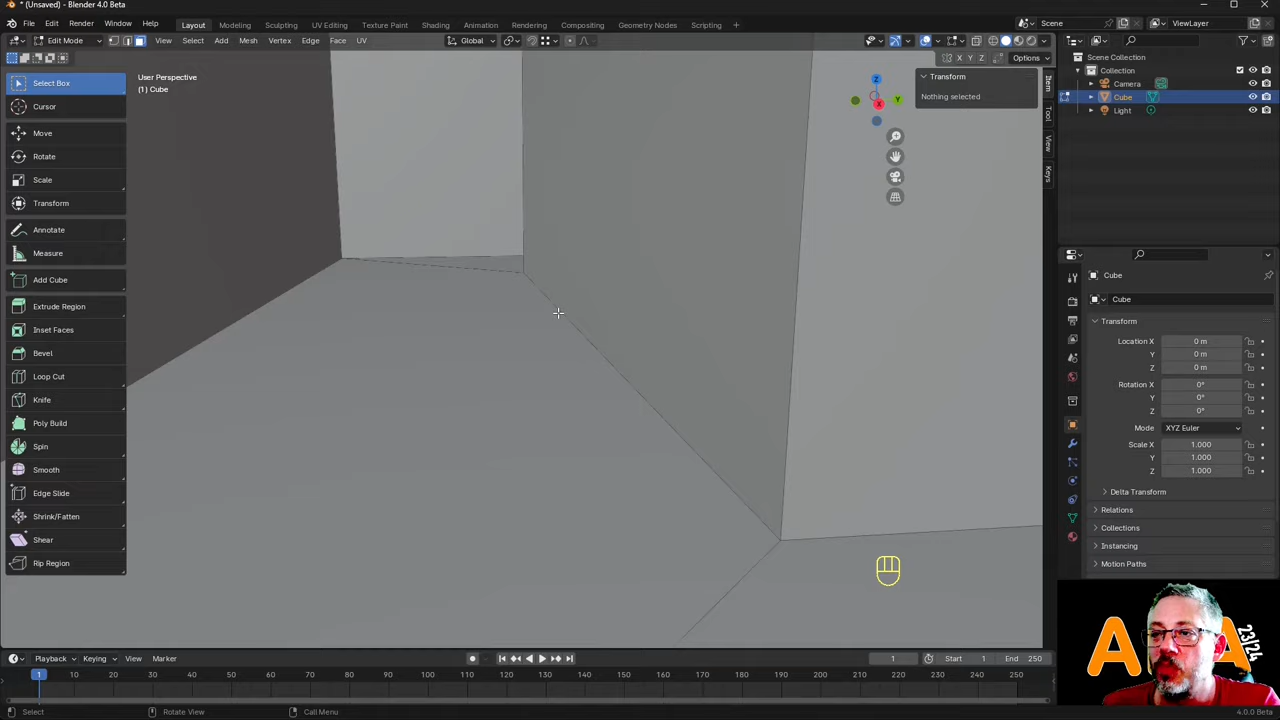 * (Unsaved) - Blender 4.0 Beta
File Edit Render Window Help Layout Modeling Sculpting UV Editing Texture Paint Shading Animation Rendering Compositing Geometry Nodes Scripting + Scene ViewLayer
Edit Mode View Select Add Mesh Vertex Edge Face UV Global
X Y Z Options
Select Box
Cursor
Move
Rotate
Scale
Transform
Annotate
Measure
Add Cube
Extrude Region
Inset Faces
Bevel
Loop Cut
Knife
Poly Build
Spin
Smooth
Edge Slide
Shrink/Fatten
Shear
Rip Region
User Perspective
(1) Cube
Z
Y
X
Transform
Nothing selected
Item
Tool
View
Keys
Scene Collection
Collection
Camera
Cube
Light
Cube
Cube
Transform
Location X 0 m
Y 0 m
Z 0 m
Rotation X 0°
Y 0°
Z 0°
Mode XYZ Euler
Scale X 1.000
Y 1.000
Z 1.000
Delta Transform
Relations
Collections
Instancing
Motion Paths
Playback Keying View Marker 1 Start 1 End 250
1 10 20 30 40 50 60 70 80 90 100 110 120 130 140 150 160 170 180 190 200 210 220 230 240 250
Select Rotate View Call Menu 4.0.0 Beta
A A
23/24